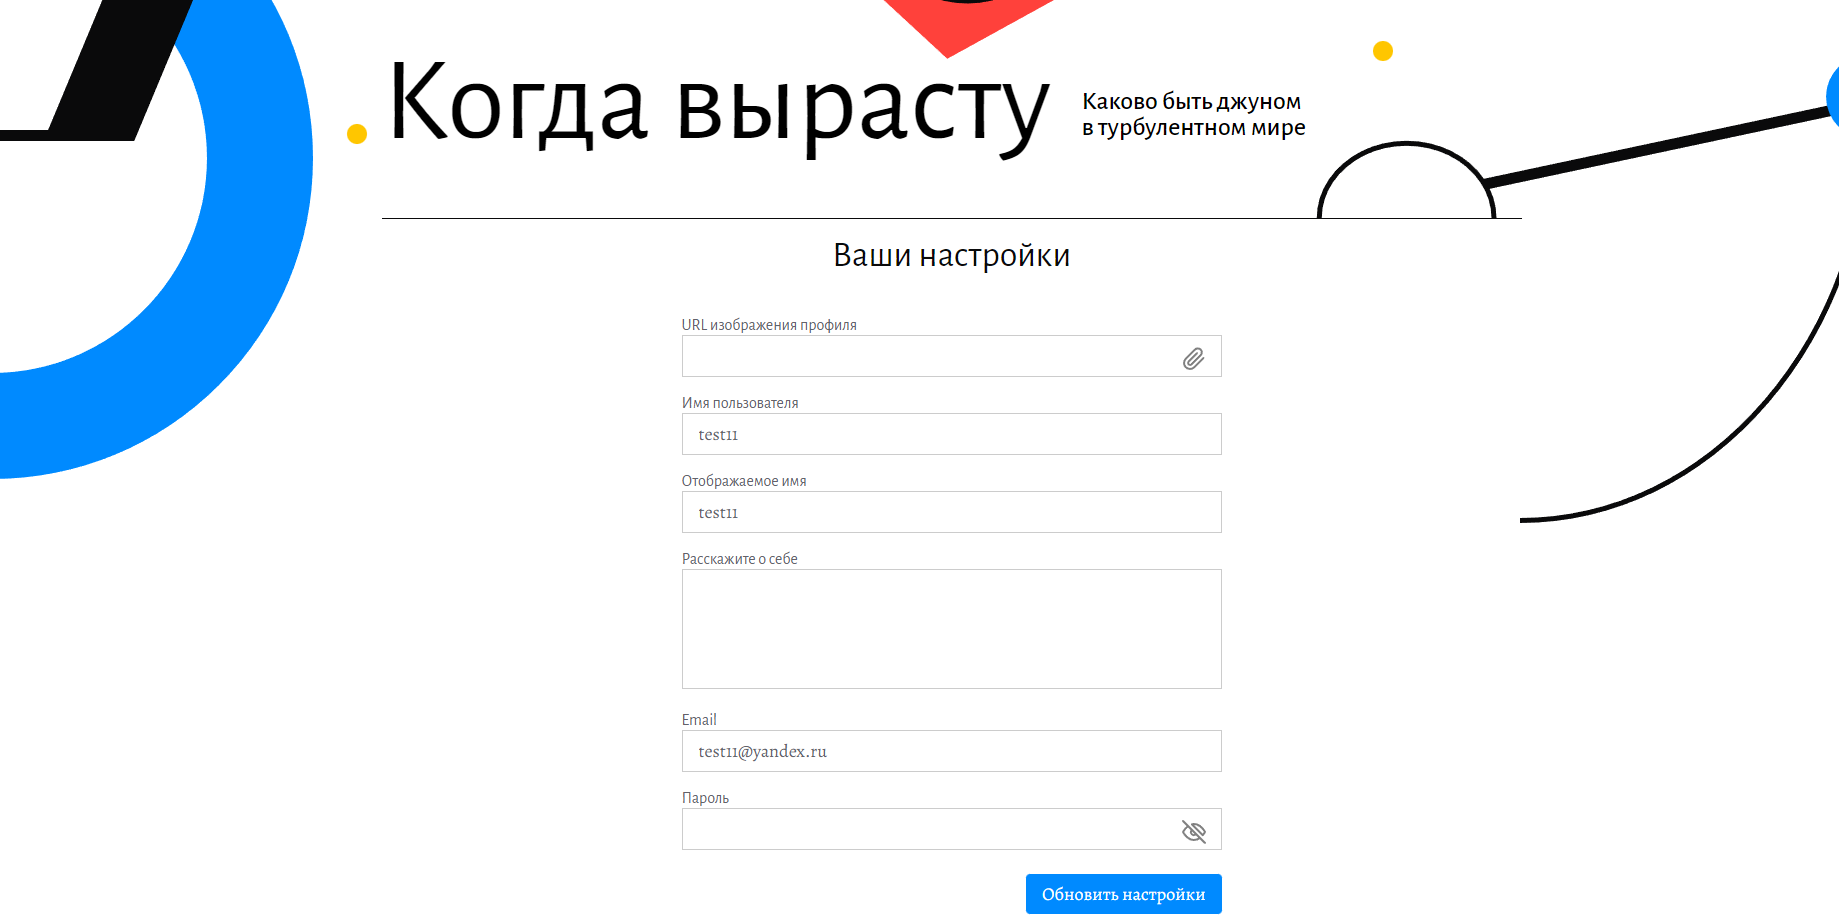 Когда вырасту
Каково быть джуном
в турбулентном мире
Ваши настройки
URL изображения профиля
Имя пользователя
test11
Отображаемое имя
test11
Расскажите о себе
Email
test11@yandex.ru
Пароль
Обновить настройки